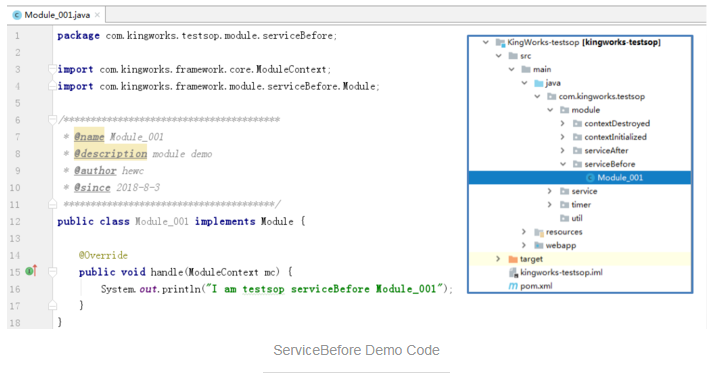 Module_001.java
1 package com.kingworks.testsop.module.serviceBefore;
2
3 import com.kingworks.framework.core.ModuleContext;
4 import com.kingworks.framework.module.serviceBefore.Module;
5
6 /****************************************
7 * @name Module_001
8 * @description module demo
9 * @author hewc
10 * @since 2018-8-3
11 ****************************************/
12 public class Module_001 implements Module {
13
14 @Override
15 public void handle(ModuleContext mc) {
16 System.out.println("I am testsop serviceBefore Module_001");
17 }
18 }
KingWorks-testsop [kingworks-testsop]
src
main
java
com.kingworks.testsop
module
contextDestroyed
contextInitialized
serviceAfter
serviceBefore
Module_001
service
timer
util
resources
webapp
target
kingworks-testsop.iml
pom.xml
ServiceBefore Demo Code